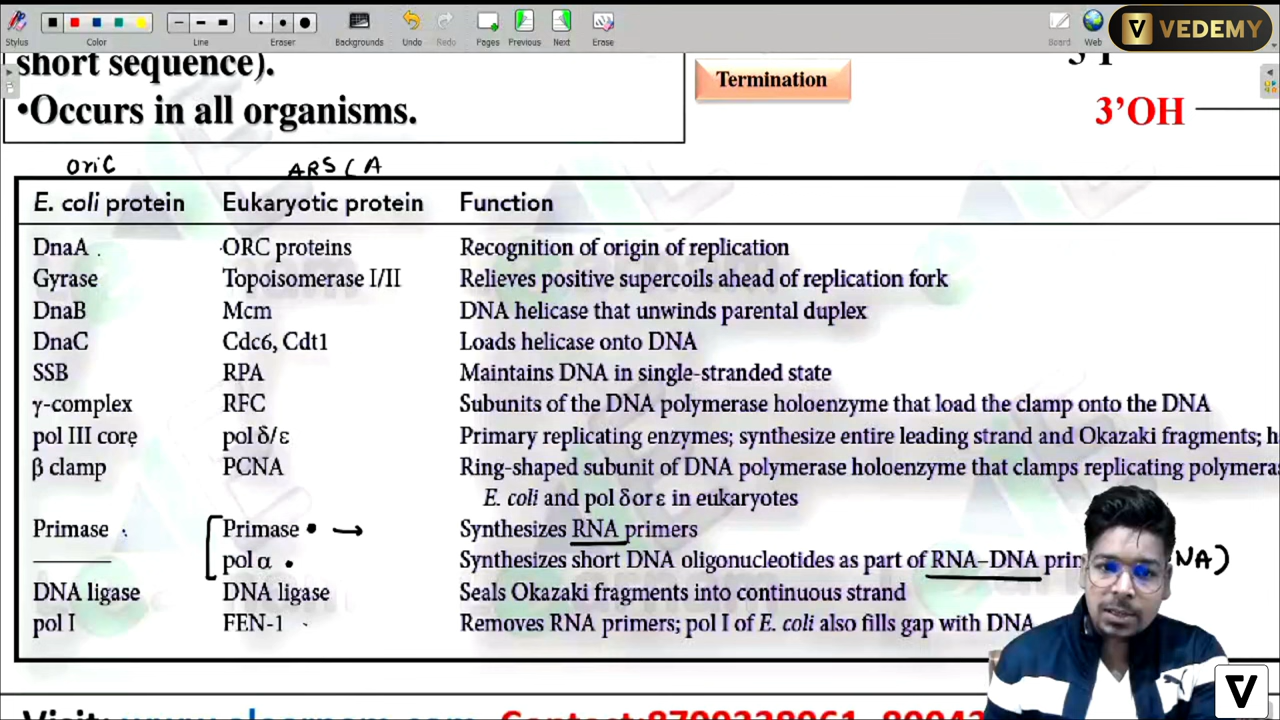 Stylus Color Line Eraser Backgrounds Undo Redo Pages Previous Next Erase Board Web VEDEMY
short sequence).
•Occurs in all organisms.
Termination
3’OH
oriC ARS
E. coli protein Eukaryotic protein Function
DnaA ORC proteins Recognition of origin of replication
Gyrase Topoisomerase I/II Relieves positive supercoils ahead of replication fork
DnaB Mcm DNA helicase that unwinds parental duplex
DnaC Cdc6, Cdt1 Loads helicase onto DNA
SSB RPA Maintains DNA in single-stranded state
γ-complex RFC Subunits of the DNA polymerase holoenzyme that load the clamp onto the DNA
pol III core pol δ/ε Primary replicating enzymes; synthesize entire leading strand and Okazaki fragments;
β clamp PCNA Ring-shaped subunit of DNA polymerase holoenzyme that clamps replicating
E. coli and pol δ or ε in eukaryotes
Primase Primase Synthesizes RNA primers
pol α Synthesizes short DNA oligonucleotides as part of RNA–DNA
DNA ligase DNA ligase Seals Okazaki fragments into continuous strand
pol I FEN-1 Removes RNA primers; pol I of E. coli also fills gap with DNA